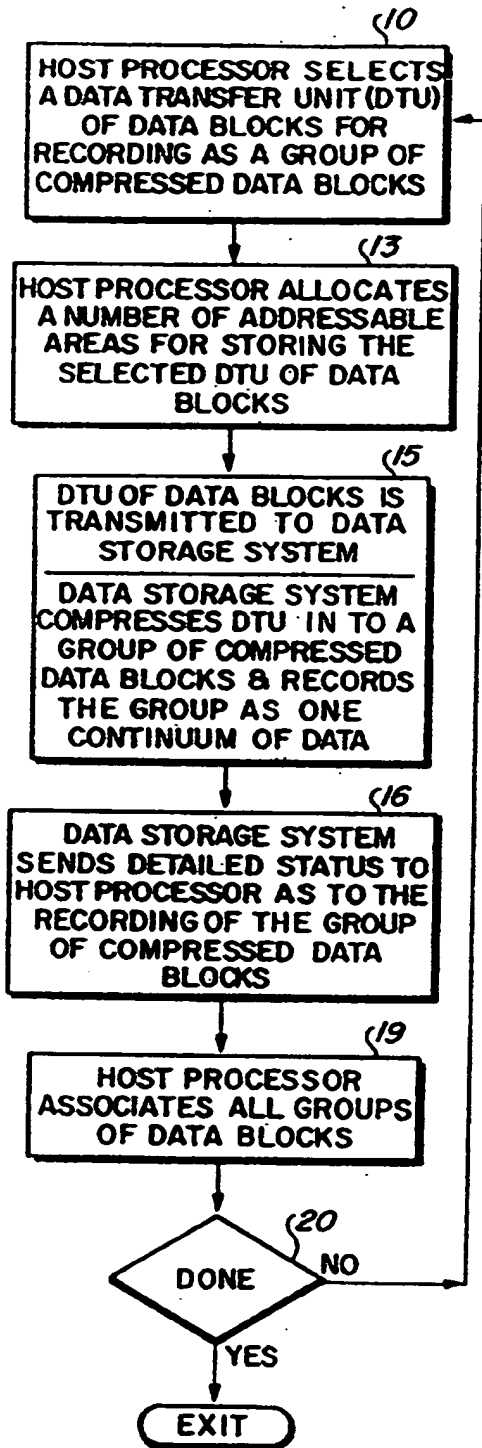 10
HOST PROCESSOR SELECTS
A DATA TRANSFER UNIT (DTU)
OF DATA BLOCKS FOR
RECORDING AS A GROUP OF
COMPRESSED DATA BLOCKS
13
HOST PROCESSOR ALLOCATES
A NUMBER OF ADDRESSABLE
AREAS FOR STORING THE
SELECTED DTU OF DATA
BLOCKS
15
DTU OF DATA BLOCKS IS
TRANSMITTED TO DATA
STORAGE SYSTEM
DATA STORAGE SYSTEM
COMPRESSES DTU IN TO A
GROUP OF COMPRESSED
DATA BLOCKS & RECORDS
THE GROUP AS ONE
CONTINUUM OF DATA
16
DATA STORAGE SYSTEM
SENDS DETAILED STATUS TO
HOST PROCESSOR AS TO THE
RECORDING OF THE GROUP
OF COMPRESSED DATA
BLOCKS
19
HOST PROCESSOR
ASSOCIATES ALL GROUPS
OF DATA BLOCKS
20
DONE
NO
YES
EXIT